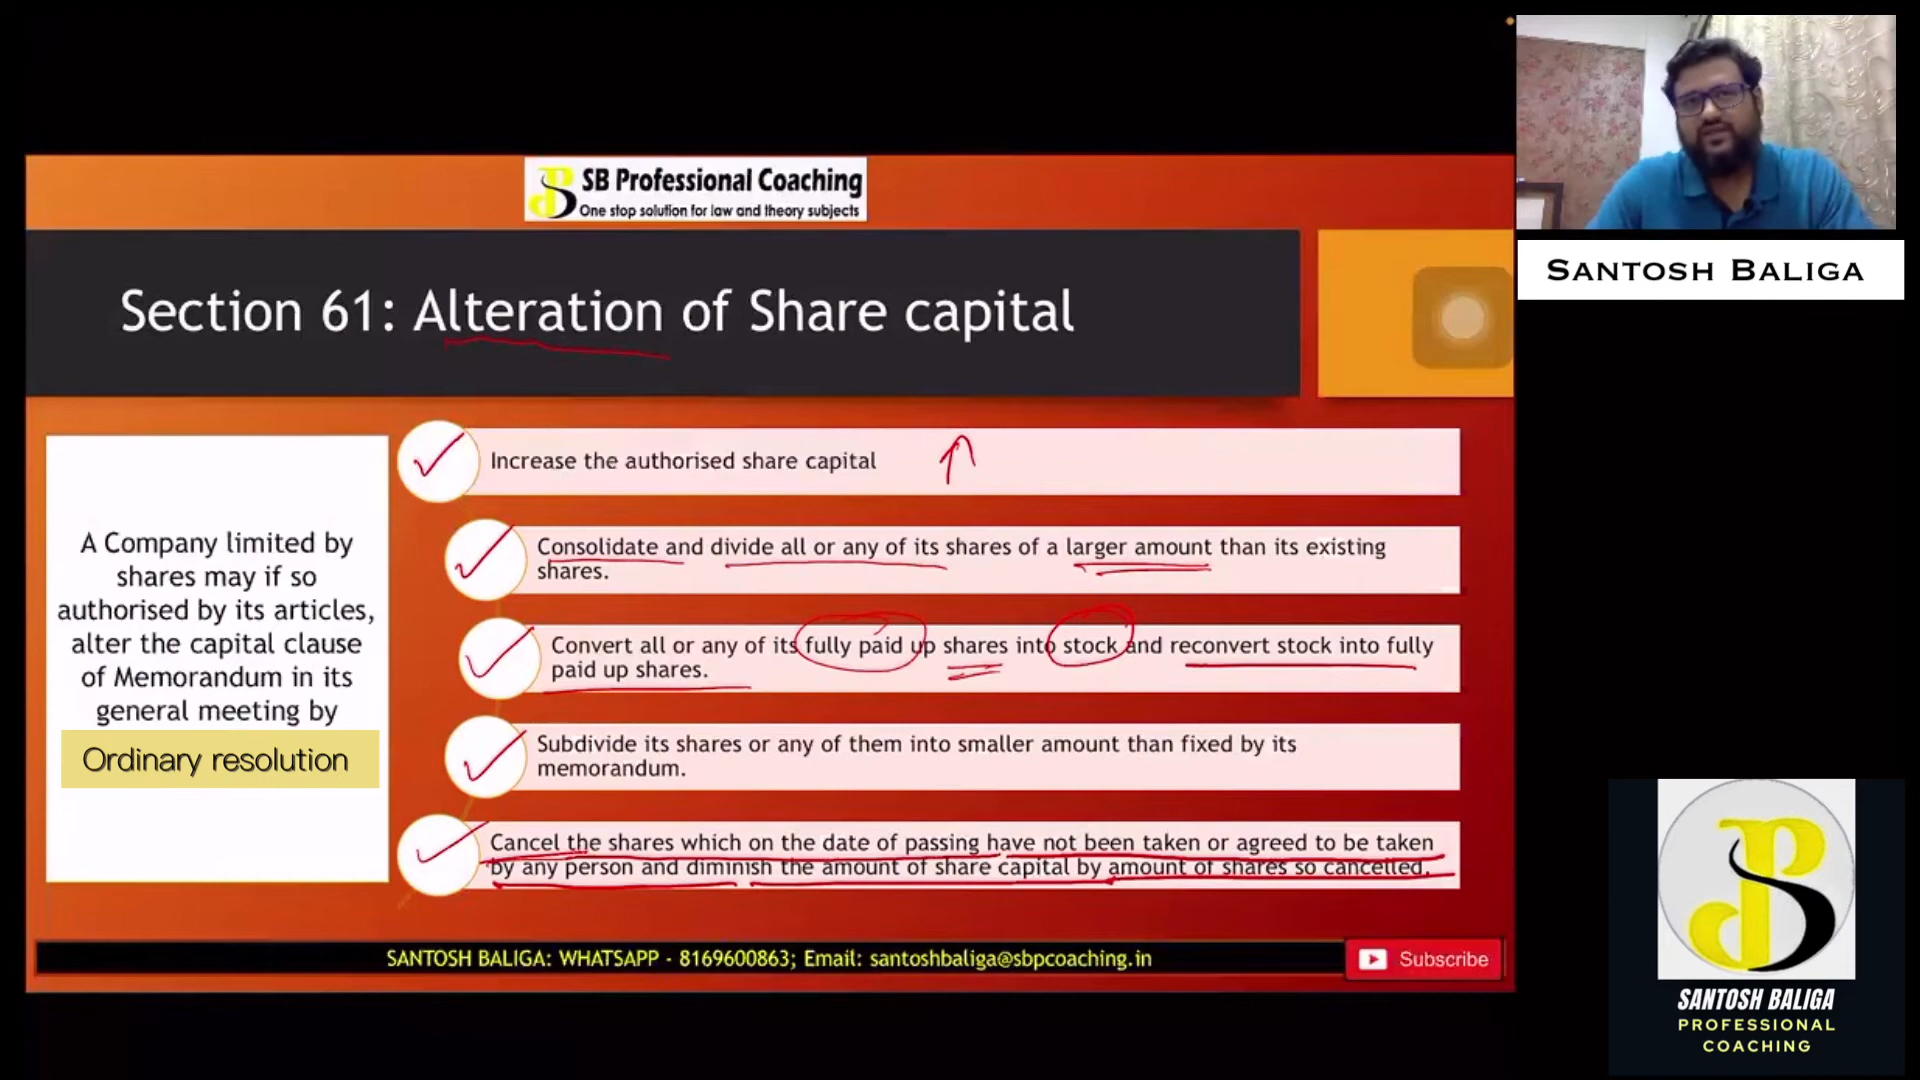 SB Professional Coaching
One stop solution for law and theory subjects
SANTOSH BALIGA
Section 61: Alteration of Share capital
A Company limited by
shares may if so
authorised by its articles,
alter the capital clause
of Memorandum in its
general meeting by
Ordinary resolution
Increase the authorised share capital
Consolidate and divide all or any of its shares of a larger amount than its existing
shares.
Convert all or any of its fully paid up shares into stock and reconvert stock into fully
paid up shares.
Subdivide its shares or any of them into smaller amount than fixed by its
memorandum.
Cancel the shares which on the date of passing have not been taken or agreed to be taken
by any person and diminish the amount of share capital by amount of shares so cancelled.
SANTOSH BALIGA: WHATSAPP - 8169600863; Email: santoshbaliga@sbpcoaching.in
Subscribe
SANTOSH BALIGA
PROFESSIONAL
COACHING